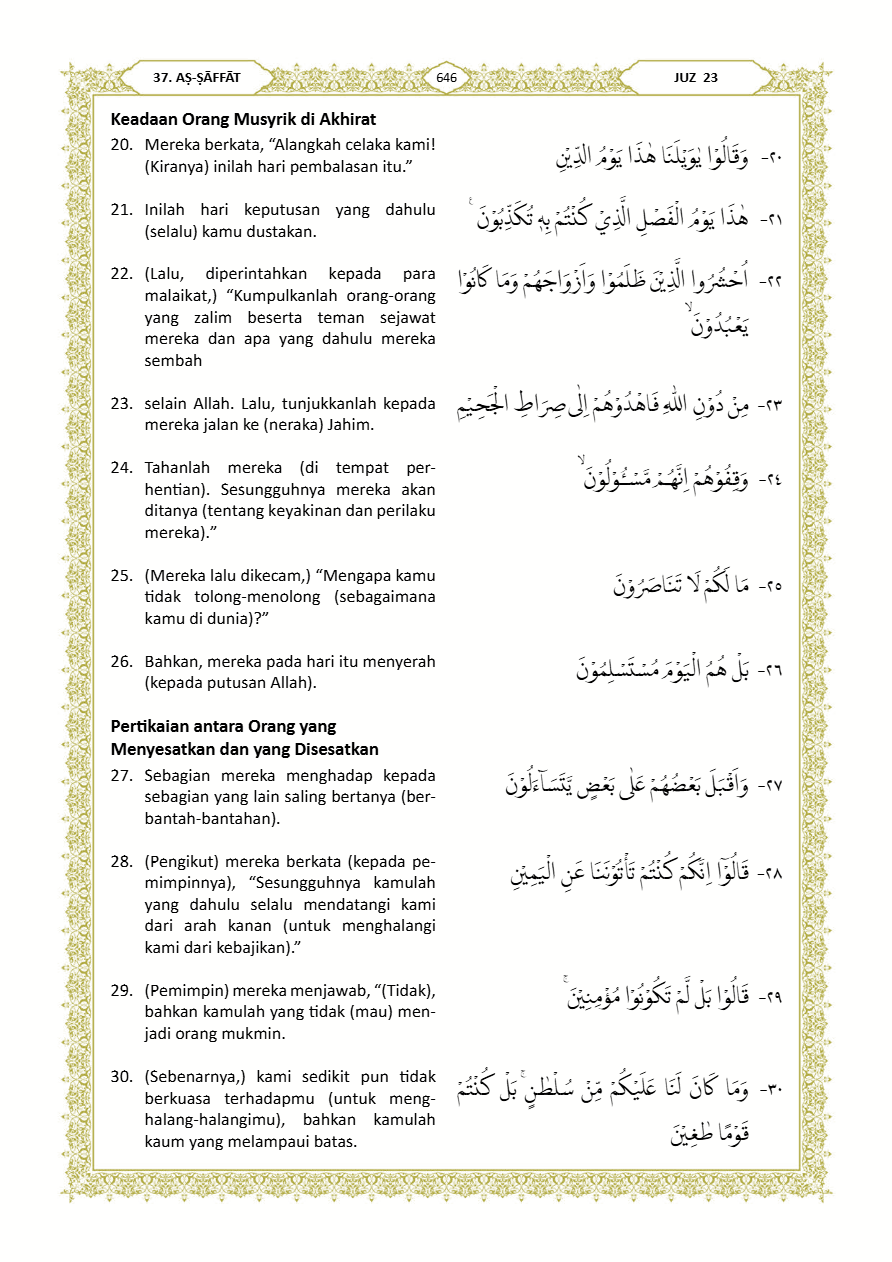 37. AṢ-ṢĀFFĀT
646
JUZ 23
Keadaan Orang Musyrik di Akhirat
20. Mereka berkata, “Alangkah celaka kami!
(Kiranya) inilah hari pembalasan itu.”
٢٠- وَقَالُوْا يٰوَيْلَنَا هٰذَا يَوْمُ الدِّيْنِ
21. Inilah hari keputusan yang dahulu
(selalu) kamu dustakan.
٢١- هٰذَا يَوْمُ الْفَصْلِ الَّذِيْ كُنْتُمْ بِهٖ تُكَذِّبُوْنَ ۚ
22. (Lalu, diperintahkan kepada para
malaikat,) “Kumpulkanlah orang-orang
yang zalim beserta teman sejawat
mereka dan apa yang dahulu mereka
sembah
٢٢- اُحْشُرُوا الَّذِيْنَ ظَلَمُوْا وَاَزْوَاجَهُمْ وَمَا كَانُوْا
يَعْبُدُوْنَ ۙ
23. selain Allah. Lalu, tunjukkanlah kepada
mereka jalan ke (neraka) Jahim.
٢٣- مِنْ دُوْنِ اللّٰهِ فَاهْدُوْهُمْ اِلٰى صِرَاطِ الْجَحِيْمِ
24. Tahanlah mereka (di tempat per-
hentian). Sesungguhnya mereka akan
ditanya (tentang keyakinan dan perilaku
mereka).”
٢٤- وَقِفُوْهُمْ اِنَّهُمْ مَّسْـُٔوْلُوْنَ ۙ
25. (Mereka lalu dikecam,) “Mengapa kamu
tidak tolong-menolong (sebagaimana
kamu di dunia)?”
٢٥- مَا لَكُمْ لَا تَنَاصَرُوْنَ
26. Bahkan, mereka pada hari itu menyerah
(kepada putusan Allah).
٢٦- بَلْ هُمُ الْيَوْمَ مُسْتَسْلِمُوْنَ
Pertikaian antara Orang yang
Menyesatkan dan yang Disesatkan
27. Sebagian mereka menghadap kepada
sebagian yang lain saling bertanya (ber-
bantah-bantahan).
٢٧- وَاَقْبَلَ بَعْضُهُمْ عَلٰى بَعْضٍ يَّتَسَاۤءَلُوْنَ
28. (Pengikut) mereka berkata (kepada pe-
mimpinnya), “Sesungguhnya kamulah
yang dahulu selalu mendatangi kami
dari arah kanan (untuk menghalangi
kami dari kebajikan).”
٢٨- قَالُوْٓا اِنَّكُمْ كُنْتُمْ تَأْتُوْنَنَا عَنِ الْيَمِيْنِ
29. (Pemimpin) mereka menjawab, “(Tidak),
bahkan kamulah yang tidak (mau) men-
jadi orang mukmin.
٢٩- قَالُوْا بَلْ لَّمْ تَكُوْنُوْا مُؤْمِنِيْنَ ۚ
30. (Sebenarnya,) kami sedikit pun tidak
berkuasa terhadapmu (untuk meng-
halang-halangimu), bahkan kamulah
kaum yang melampaui batas.
٣٠- وَمَا كَانَ لَنَا عَلَيْكُمْ مِّنْ سُلْطٰنٍ ۚ بَلْ كُنْتُمْ
قَوْمًا طٰغِيْنَ